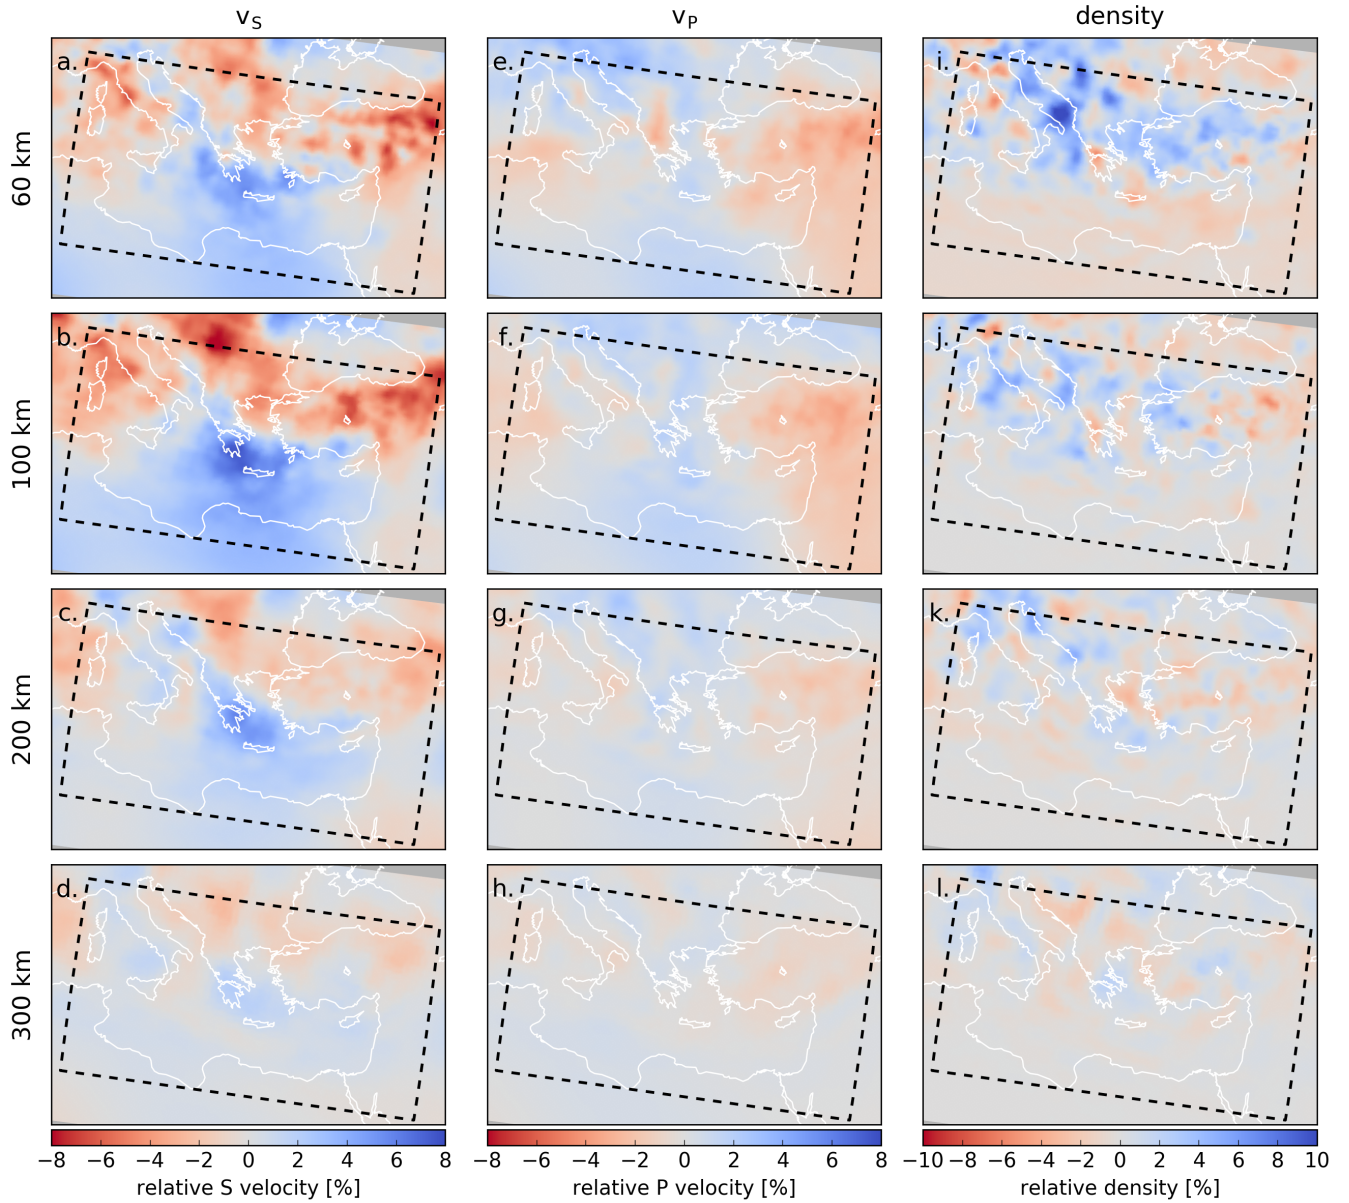 vS vP density
60 km a. e. i.
100 km b. f. j.
200 km c. g. k.
300 km d. h. l.
−8 −6 −4 −2 0 2 4 6 8 −8 −6 −4 −2 0 2 4 6 8 −10 −8 −6 −4 −2 0 2 4 6 8 10
relative S velocity [%] relative P velocity [%] relative density [%]